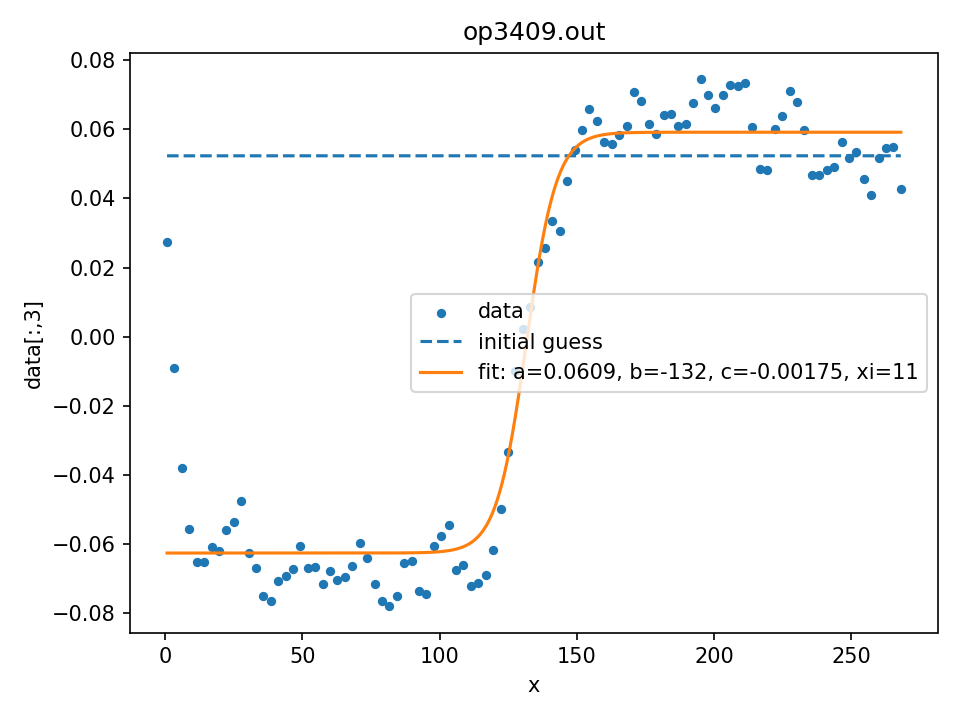 op3409.out
0.08
0.06
0.04
0.02
0.00
−0.02
−0.04
−0.06
−0.08
data[:,3]
data
initial guess
fit: a=0.0609, b=-132, c=-0.00175, xi=11
0 50 100 150 200 250
x